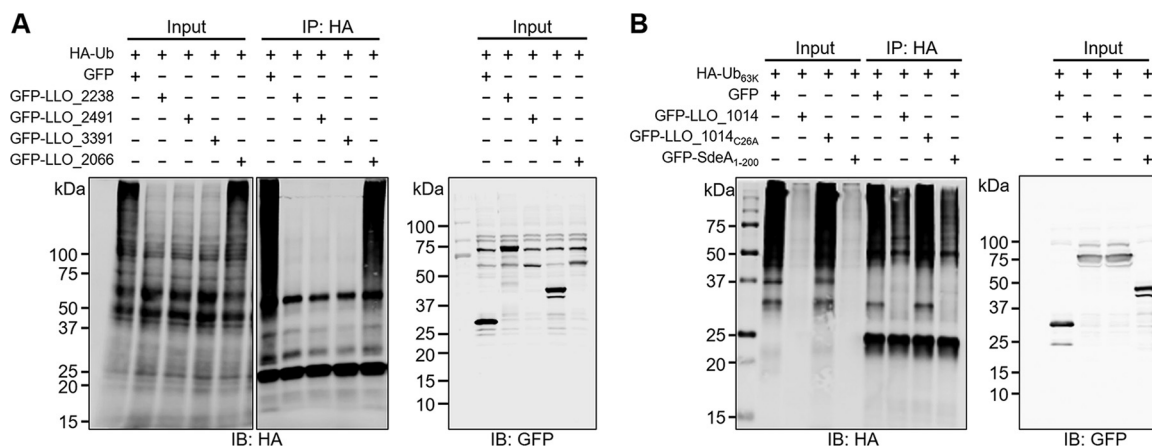 A
Input IP: HA Input
HA-Ub + + + + + + + + + + + + + + +
GFP + – – – – + – – – – + – – – –
GFP-LLO_2238 – + – – – – + – – – – + – – –
GFP-LLO_2491 – – + – – – – + – – – – + – –
GFP-LLO_3391 – – – + – – – – + – – – – + –
GFP-LLO_2066 – – – – + – – – – + – – – – +
kDa
100
75
50
37
25
20
15
IB: HA
kDa
100
75
50
37
25
20
15
10
IB: GFP
B
Input IP: HA Input
HA-Ub63K + + + + + + + + + + + +
GFP + – – – + – – – + – – –
GFP-LLO_1014 – + – – – + – – – + – –
GFP-LLO_1014C26A – – + – – – + – – – + –
GFP-SdeA1-200 – – – + – – – + – – – +
kDa
75
50
37
25
20
15
IB: HA
kDa
100
75
50
37
25
15
10
IB: GFP